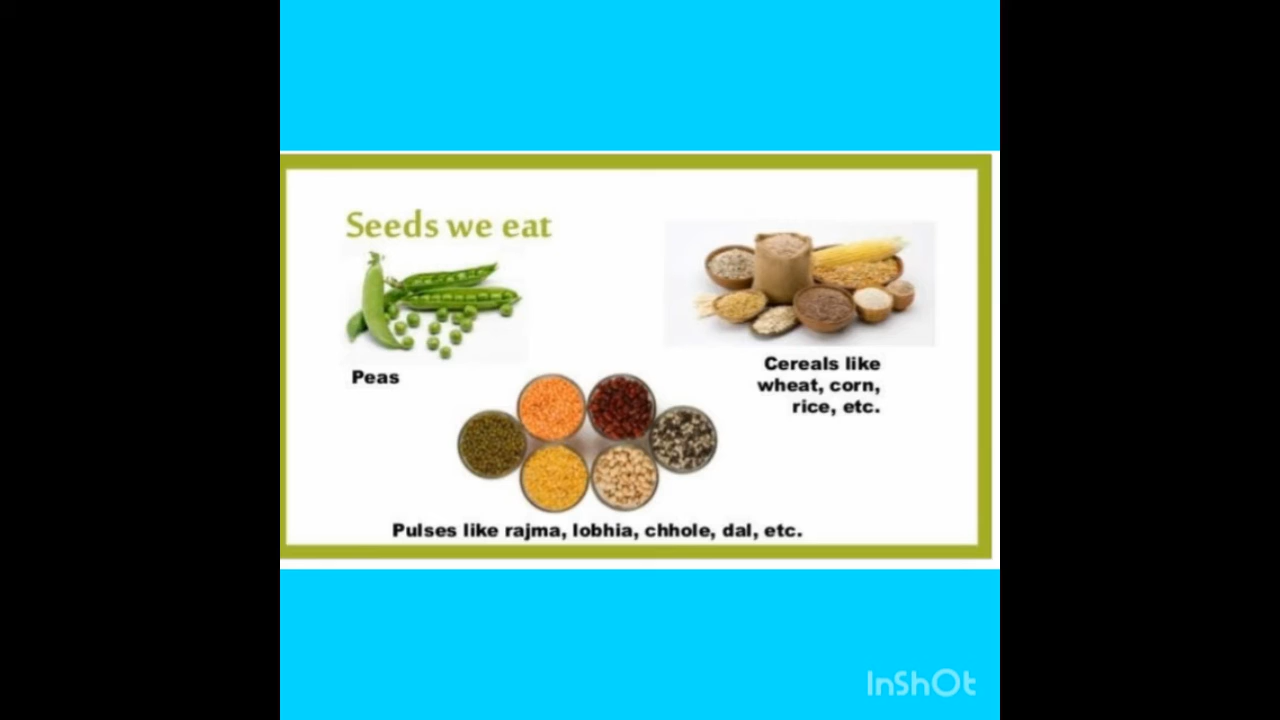 Seeds we eat
Peas
Cereals like
wheat, corn,
rice, etc.
Pulses like rajma, lobhia, chhole, dal, etc.
InShOt